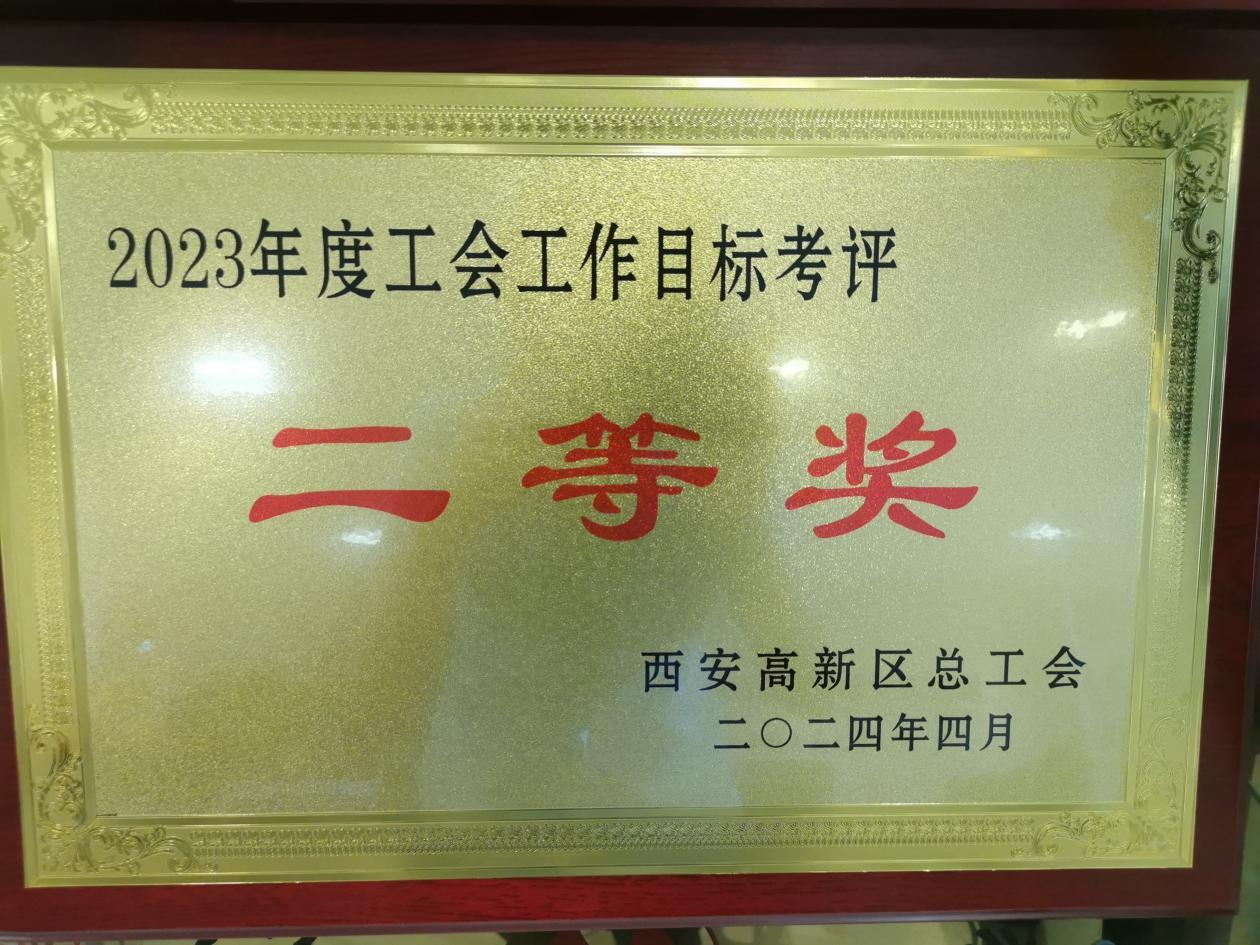 2023年度工会工作目标考评
二等奖
西安高新区总工会
二〇二四年四月